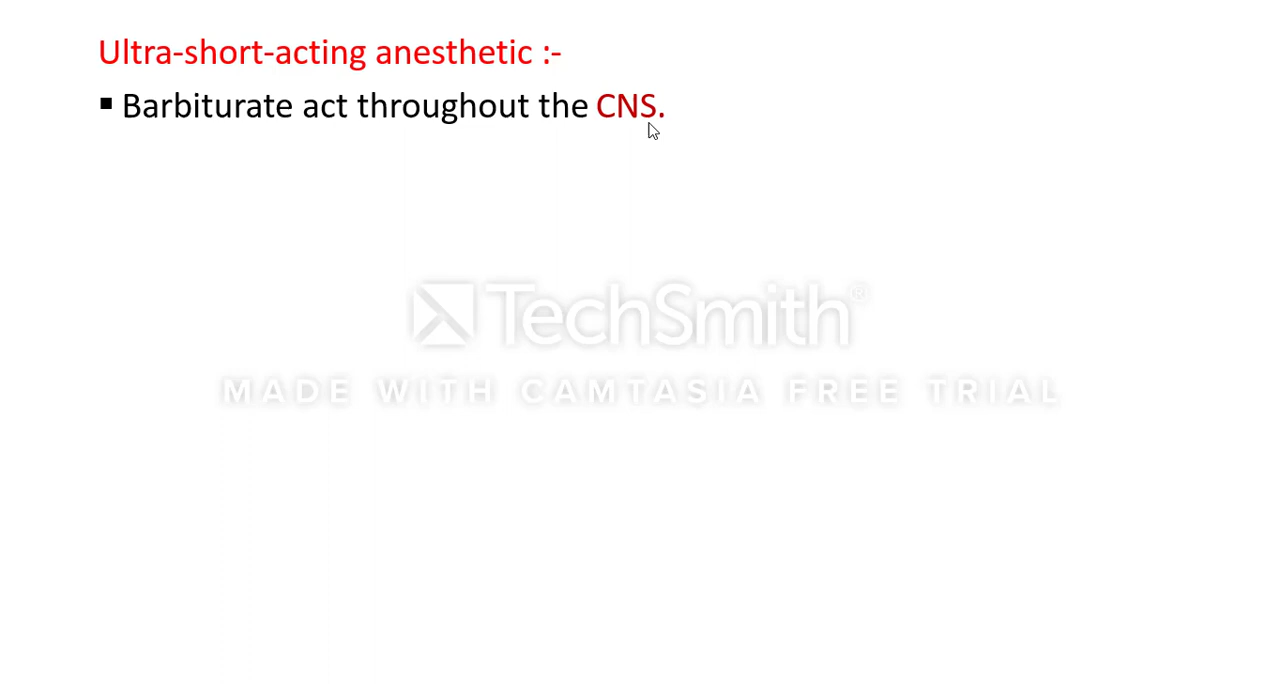 Ultra-short-acting anesthetic :-
▪ Barbiturate act throughout the CNS.
TechSmith®
MADE WITH CAMTASIA FREE TRIAL